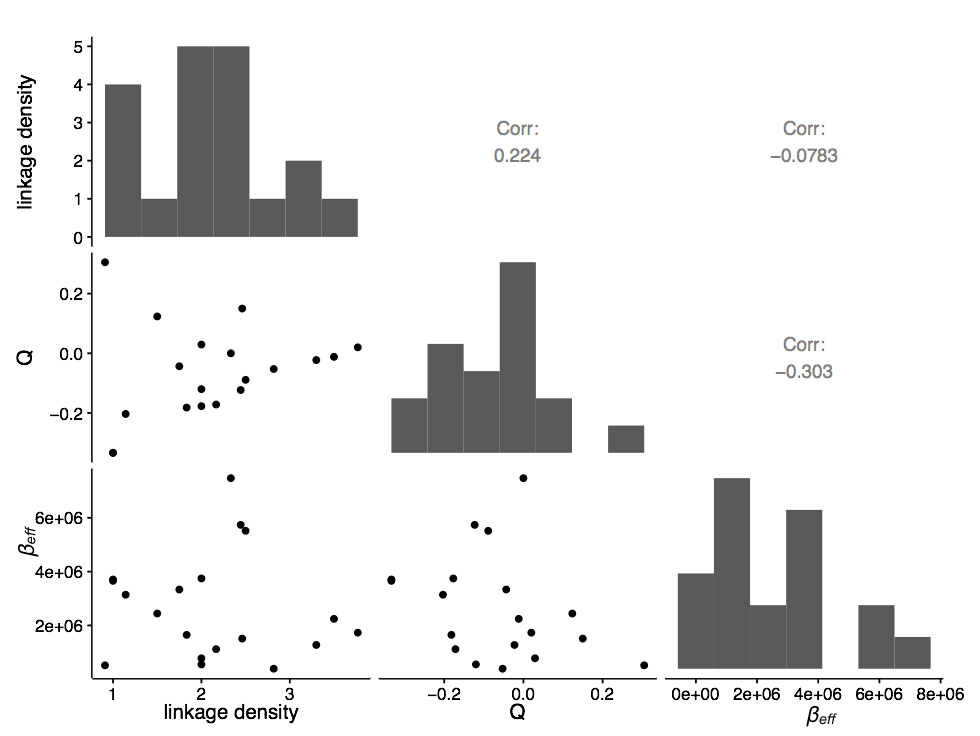 linkage density
5
4
3
2
1
0
Corr:
0.224
Corr:
−0.0783
Q
0.2
0.0
−0.2
Corr:
−0.303
βeff
6e+06
4e+06
2e+06
1 2 3
−0.2 0.0 0.2
0e+00 2e+06 4e+06 6e+06 8e+06
linkage density Q βeff